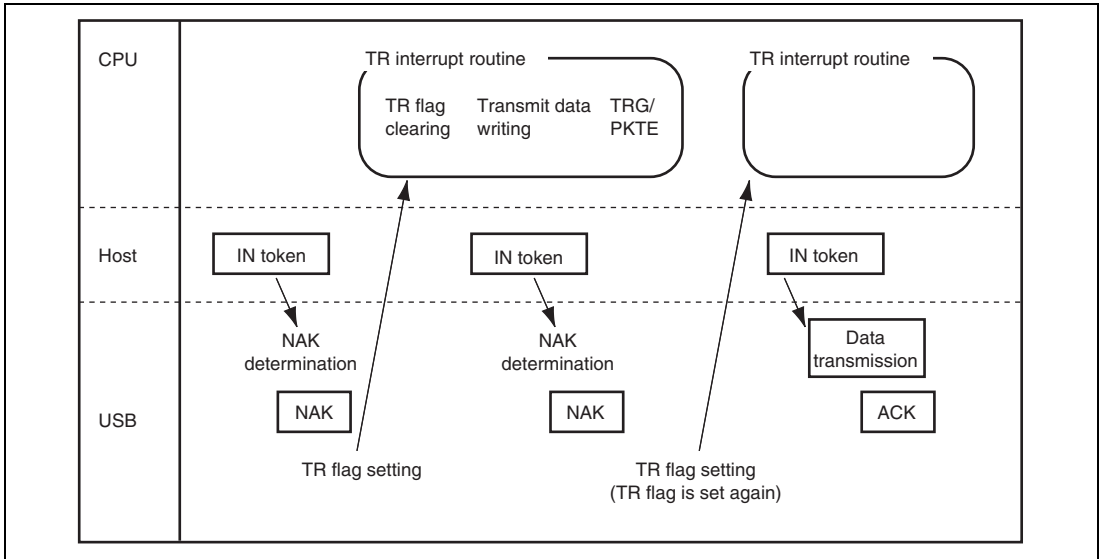 CPU
TR interrupt routine
TR interrupt routine
TR flag
clearing
Transmit data
writing
TRG/
PKTE
Host
IN token
IN token
IN token
NAK
determination
NAK
determination
Data
transmission
USB
NAK
NAK
ACK
TR flag setting
TR flag setting
(TR flag is set again)